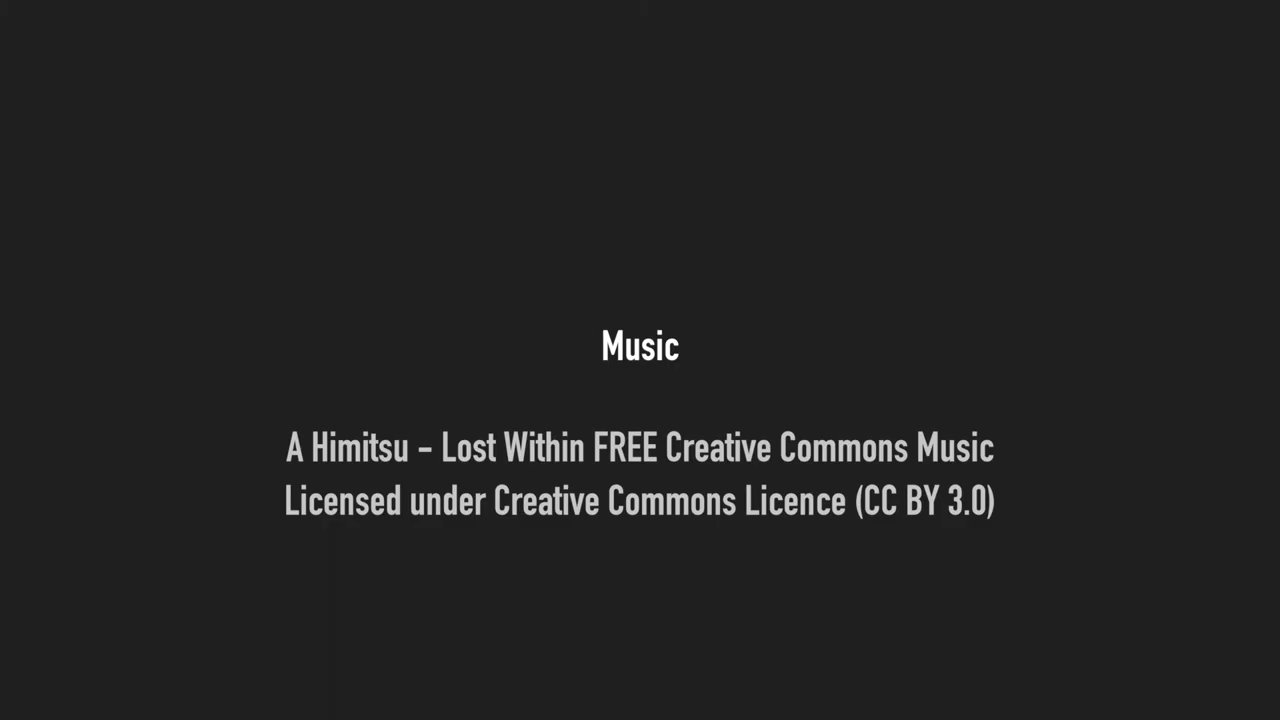 Music
A Himitsu - Lost Within FREE Creative Commons Music
Licensed under Creative Commons Licence (CC BY 3.0)